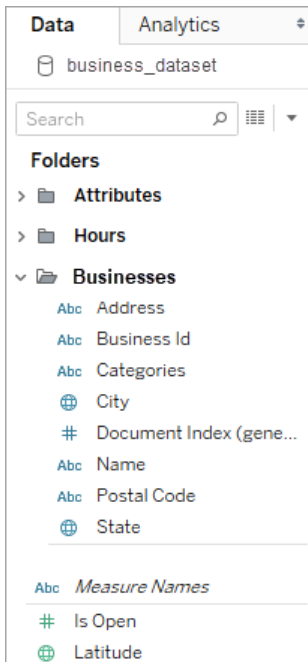 Data Analytics
business_dataset
Search
Folders
Attributes
Hours
Businesses
Abc Address
Abc Business Id
Abc Categories
City
# Document Index (gene...
Abc Name
Abc Postal Code
State
Abc Measure Names
# Is Open
Latitude